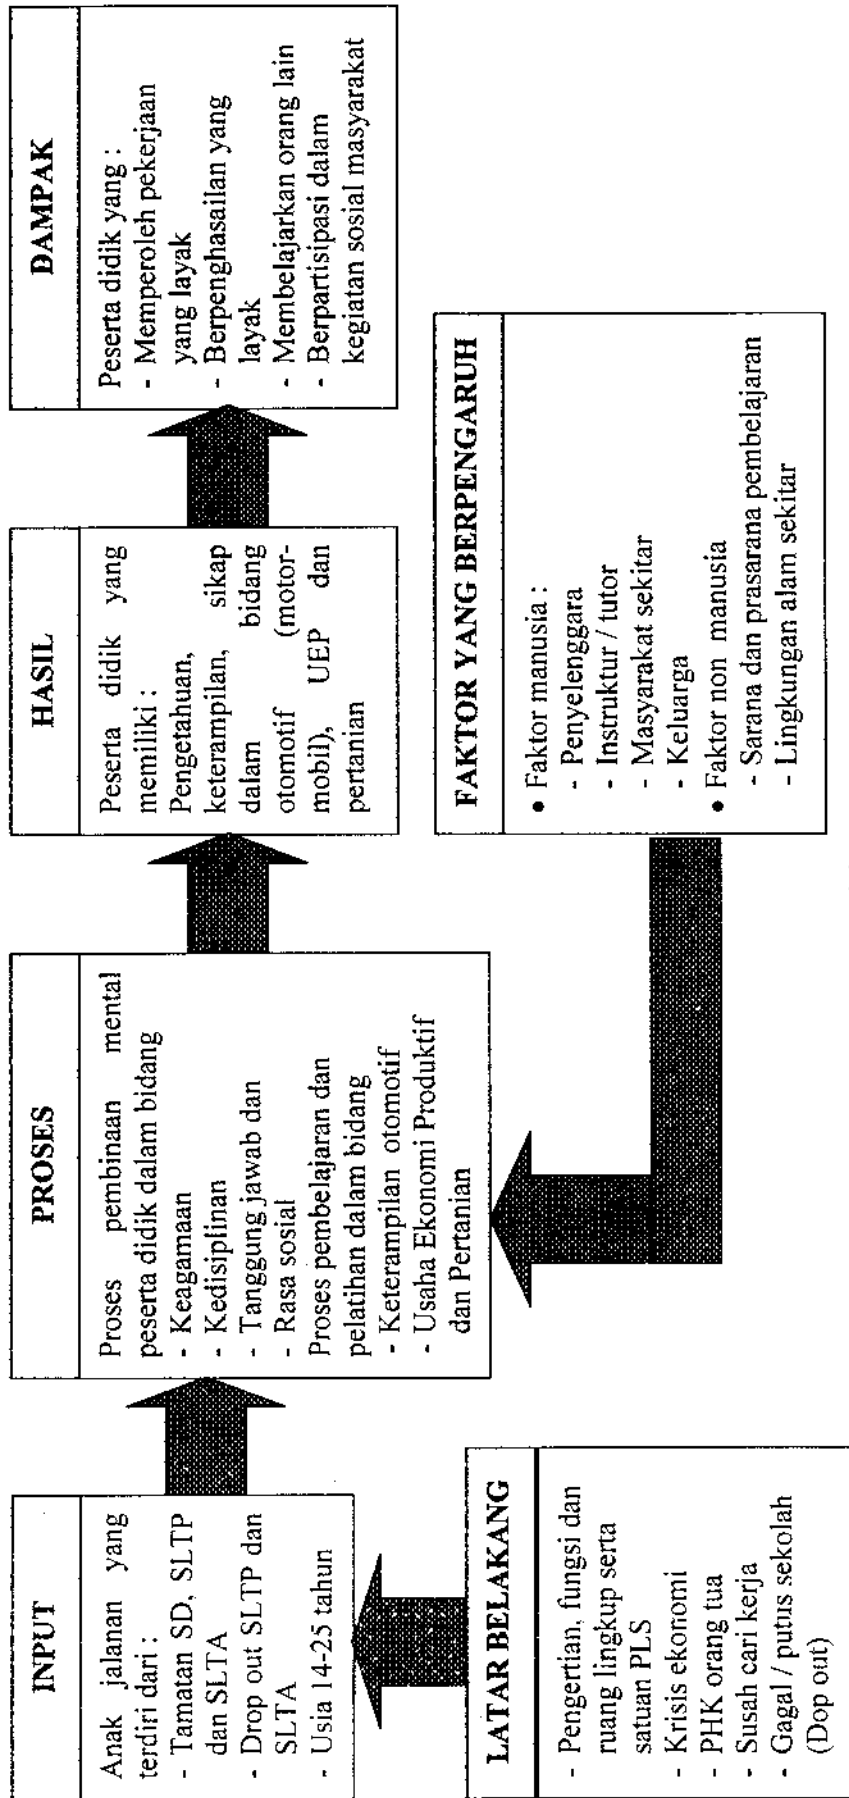 INPUT
Anak jalanan yang
terdiri dari :
- Tamatan SD, SLTP
dan SLTA
- Drop out SLTP dan
SLTA
- Usia 14-25 tahun
LATAR BELAKANG
- Pengertian, fungsi dan
ruang lingkup serta
satuan PLS
- Krisis ekonomi
- PHK orang tua
- Susah cari kerja
- Gagal / putus sekolah
(Dop out)
PROSES
Proses pembinaan mental
peserta didik dalam bidang
- Keagamaan
- Kedisiplinan
- Tanggung jawab dan
- Rasa sosial
Proses pembelajaran dan
pelatihan dalam bidang
- Keterampilan otomotif
- Usaha Ekonomi Produktif
dan Pertanian
HASIL
Peserta didik yang
memiliki :
Pengetahuan,
keterampilan, sikap
dalam bidang
otomotif (motor-
mobil), UEP dan
pertanian
DAMPAK
Peserta didik yang :
- Memperoleh pekerjaan
yang layak
- Berpenghasailan yang
layak
- Membelajarkan orang lain
- Berpartisipasi dalam
kegiatan sosial masyarakat
FAKTOR YANG BERPENGARUH
• Faktor manusia :
- Penyelenggara
- Instruktur / tutor
- Masyarakat sekitar
- Keluarga
• Faktor non manusia
- Sarana dan prasarana pembelajaran
- Lingkungan alam sekitar